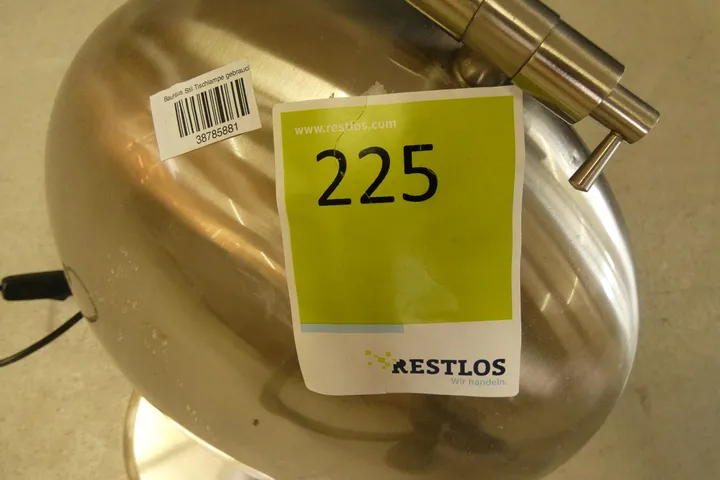 Bauhaus Stil Tischlampe gebraucht
38785881
www.restlos.com
225
RESTLOS
Wir handeln.